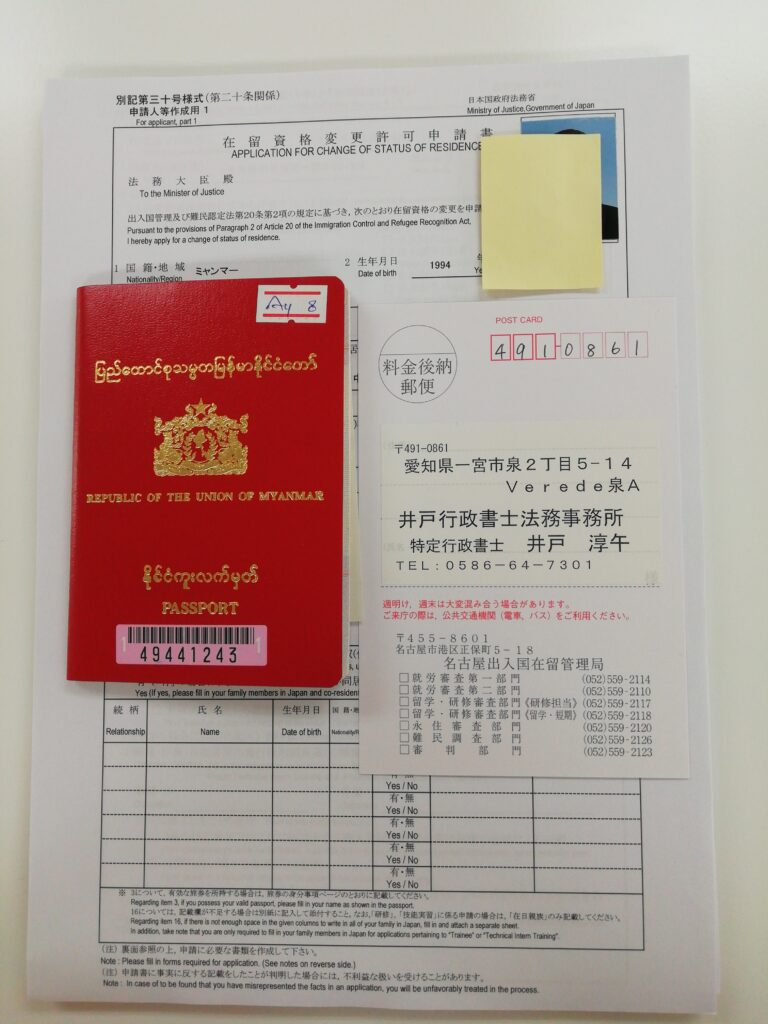 別記第三十号様式(第二十条関係)
申請人等作成用 1
For applicant, part 1
日本国政府法務省
Ministry of Justice,Government of Japan
在留資格変更許可申請書
APPLICATION FOR CHANGE OF STATUS OF RESIDENCE
法務大臣 殿
To the Minister of Justice
出入国管理及び難民認定法第20条第2項の規定に基づき,次のとおり在留資格の変更を申請
Pursuant to the provisions of Paragraph 2 of Article 20 of the Immigration Control and Refugee Recognition Act,
I hereby apply for a change of status of residence.
1 国籍・地域 ミャンマー 2 生年月日 1994
Nationality/Region Date of birth
Ay 8
ပြည်ထောင်စုသမ္မတမြန်မာနိုင်ငံတော်
REPUBLIC OF THE UNION OF MYANMAR
နိုင်ငံကူးလက်မှတ်
PASSPORT
1 1
49441243
POST CARD
491-0861
料金後納
郵便
〒491-0861
愛知県一宮市泉2丁目5-14
Verede泉A
井戸行政書士法務事務所
特定行政書士 井戸 淳午
TEL:0586-64-7301
様
週明け,週末は大変混み合う場合があります。
ご来庁の際は,公共交通機関(電車,バス)をご利用ください。
〒455-8601
名古屋市港区正保町5-18
名古屋出入国在留管理局
□就労審査第一部門 (052)559-2114
□就労審査第二部門 (052)559-2110
□留学・研修審査部門《研修担当》(052)559-2117
□留学・研修審査部門《留学・短期》(052)559-2118
□永住審査部門 (052)559-2120
□難民調査部門 (052)559-2126
□審判部門 (052)559-2123
Yes (If yes, please fill in your family members in Japan and co-resident
続柄 氏名 生年月日 国籍・地
Relationship Name Date of birth Nationality/
有・無
Yes / No
有・無
Yes / No
有・無
Yes / No
有・無
Yes / No
有・無
Yes / No
※ 3について,有効な旅券を所持する場合は,旅券の身分事項ページのとおりに記載してください。
Regarding item 3, if you possess your valid passport, please fill in your name as shown in the passport.
16については,記載欄が不足する場合は別紙に記入して添付すること。なお,「研修」,「技能実習」に係る申請の場合は,「在日親族」のみ記載してください。
Regarding item 16, if there is not enough space in the given columns to write in all of your family in Japan, fill in and attach a separate sheet.
In addition, take note that you are only required to fill in your family members in Japan for applications pertaining to "Trainee" or "Technical Intern Training".
(注) 裏面参照の上,申請に必要な書類を作成して下さい。
Note : Please fill in forms required for application. (See notes on reverse side.)
(注) 申請書に事実に反する記載をしたことが判明した場合には,不利益な扱いを受けることがあります。
Note : In case of to be found that you have misrepresented the facts in an application, you will be unfavorably treated in the process.